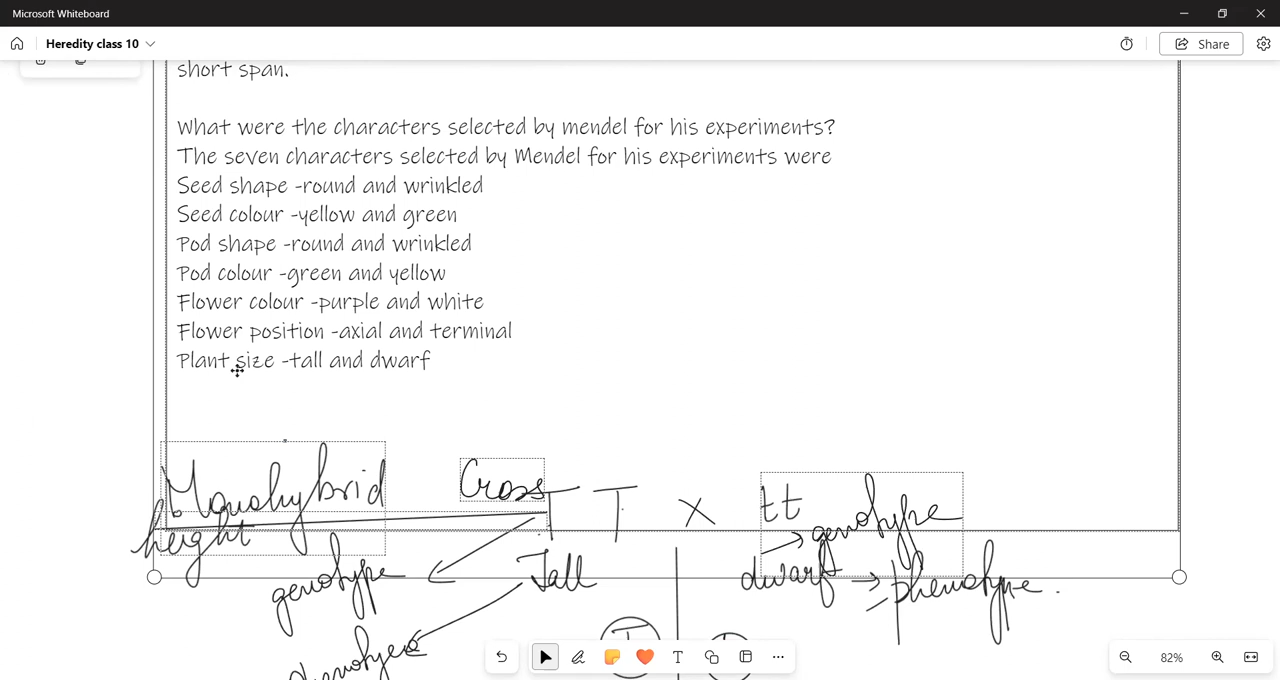 Microsoft Whiteboard
Heredity class 10
Share
short span.
What were the characters selected by mendel for his experiments?
The seven characters selected by Mendel for his experiments were
Seed shape -round and wrinkled
Seed colour -yellow and green
Pod shape -round and wrinkled
Pod colour -green and yellow
Flower colour -purple and white
Flower position -axial and terminal
Plant size -tall and dwarf
Monohybrid Cross
TT x tt
height
genotype
genotype Tall dwarf → phenotype.
phenotype
T
82%